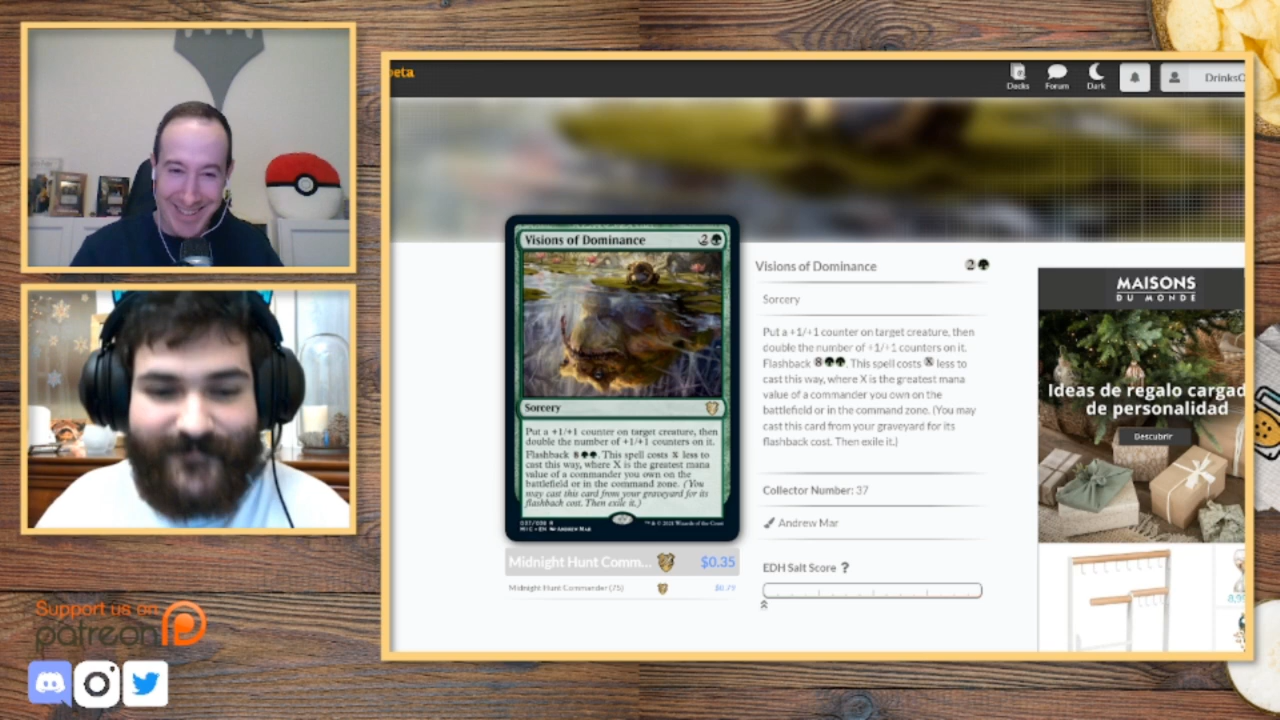 beta
Decks
Forum
Dark
Visions of Dominance 2
Sorcery
Put a +1/+1 counter on target creature, then
double the number of +1/+1 counters on it.
Flashback 8. This spell costs X less to
cast this way, where X is the greatest mana
value of a commander you own on the
battlefield or in the command zone. (You
may cast this card from your graveyard for its
flashback cost. Then exile it.)
Midnight Hunt Comm... $0.35
Midnight Hunt Commander (75)
Visions of Dominance 2
Sorcery
Put a +1/+1 counter on target creature, then
double the number of +1/+1 counters on it.
Flashback 8. This spell costs X less to
cast this way, where X is the greatest mana
value of a commander you own on the
battlefield or in the command zone. (You may
cast this card from your graveyard for its
flashback cost. Then exile it.)
Collector Number: 37
Andrew Mar
EDH Salt Score ?
MAISONS
DU MONDE
Ideas de regalo cargad
de personalidad
Descubrir
Support us on
patreon